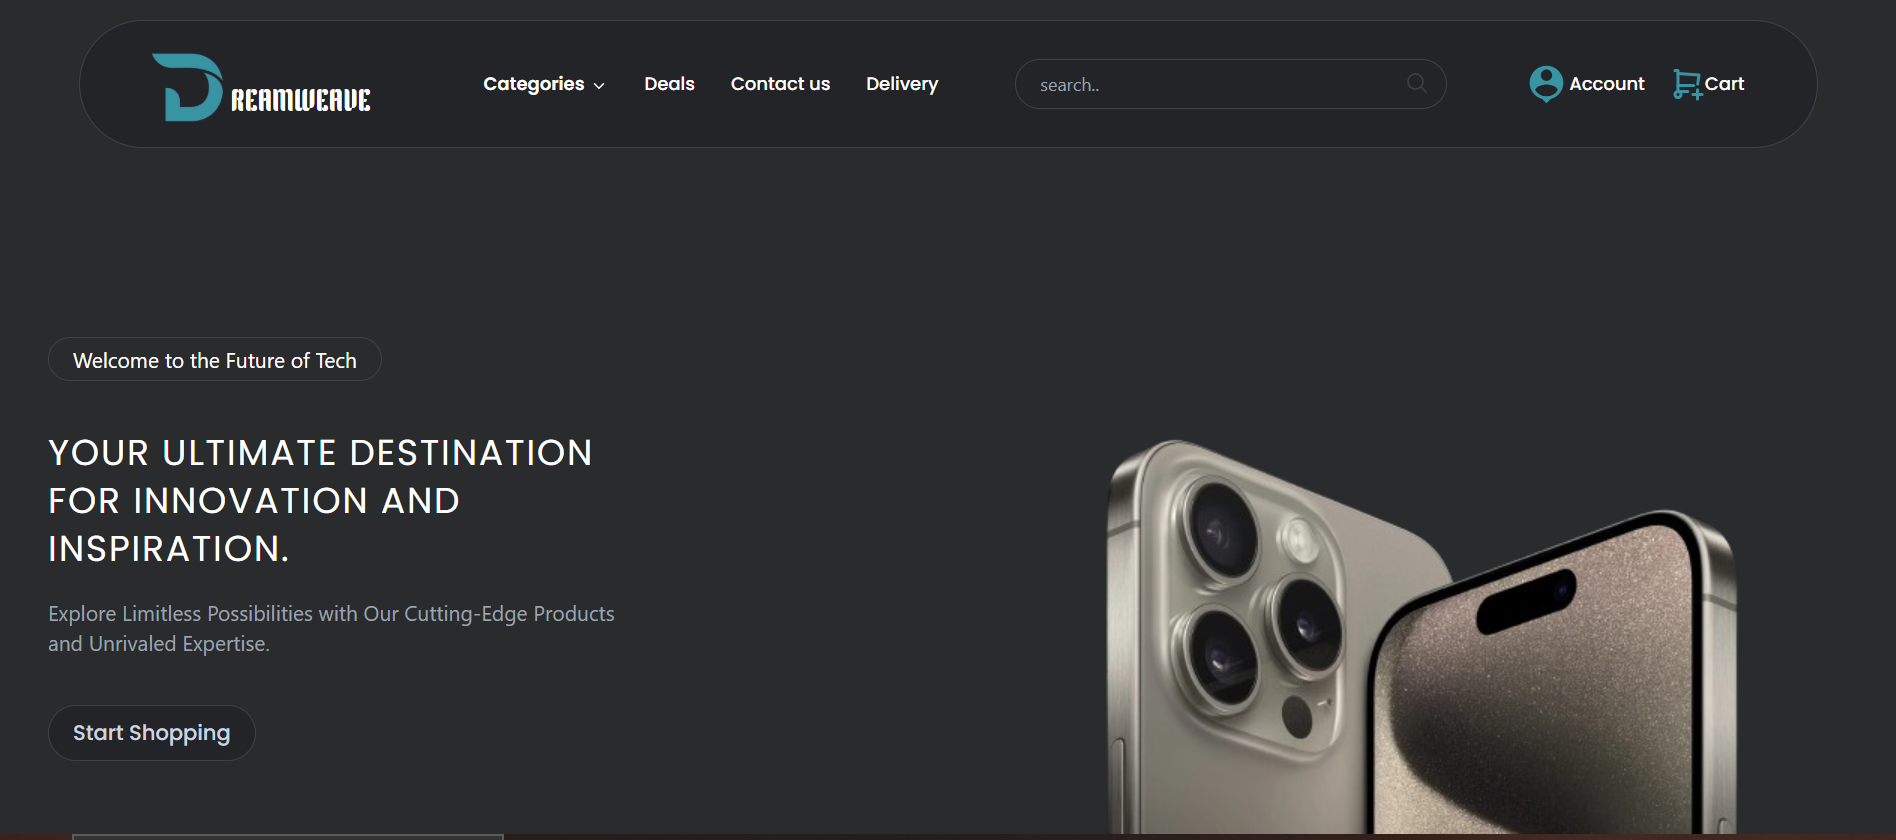 DREAMWEAVE
Categories
Deals
Contact us
Delivery
search..
Account
Cart
Welcome to the Future of Tech
YOUR ULTIMATE DESTINATION
FOR INNOVATION AND
INSPIRATION.
Explore Limitless Possibilities with Our Cutting-Edge Products
and Unrivaled Expertise.
Start Shopping